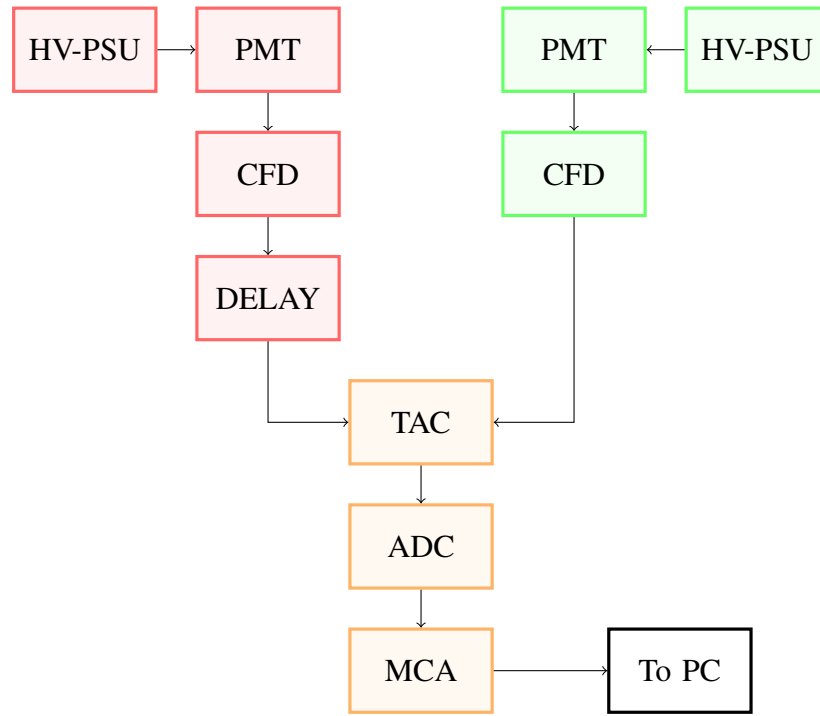 HV-PSU
PMT
PMT
HV-PSU
CFD
CFD
DELAY
TAC
ADC
MCA
To PC